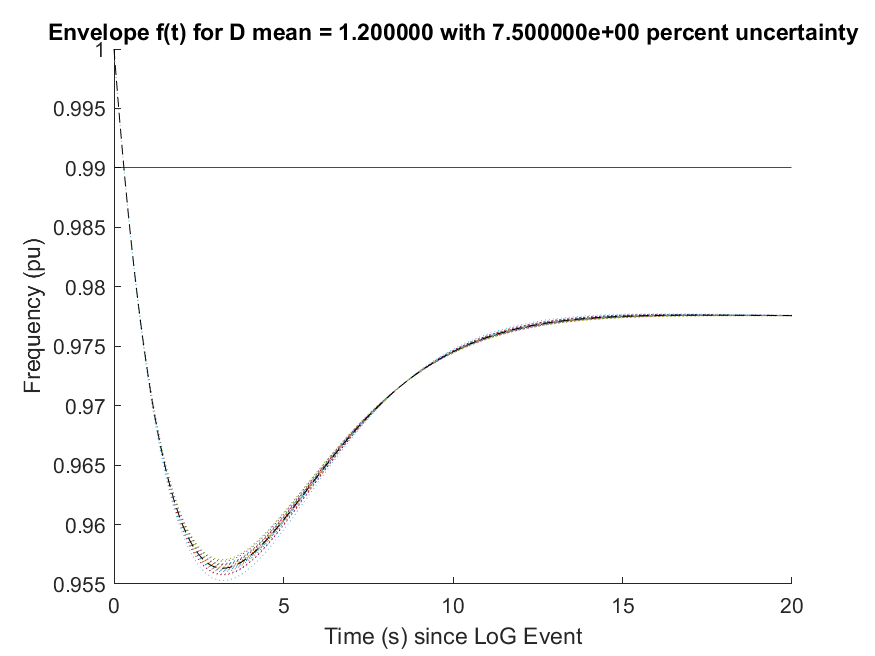 Envelope f(t) for D mean = 1.200000 with 7.500000e+00 percent uncertainty
1
0.995
0.99
0.985
0.98
0.975
0.97
0.965
0.96
0.955
Frequency (pu)
0 5 10 15 20
Time (s) since LoG Event